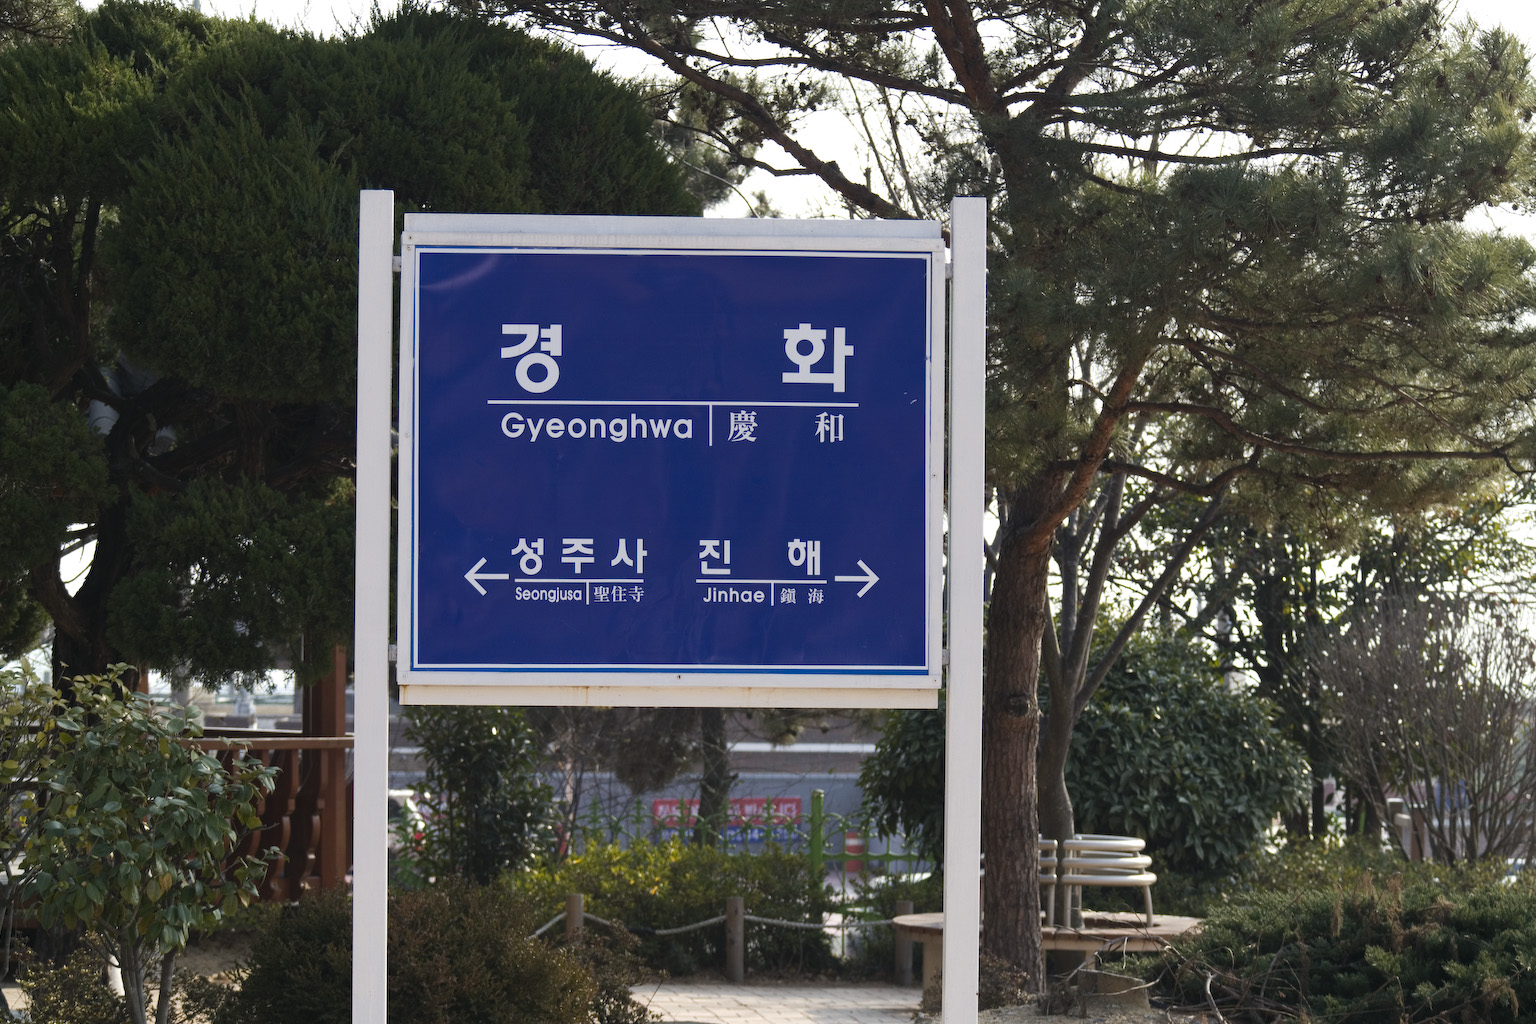 경 화
Gyeonghwa 慶 和
성주사 진 해
Seongjusa 聖住寺 Jinhae 鎭 海